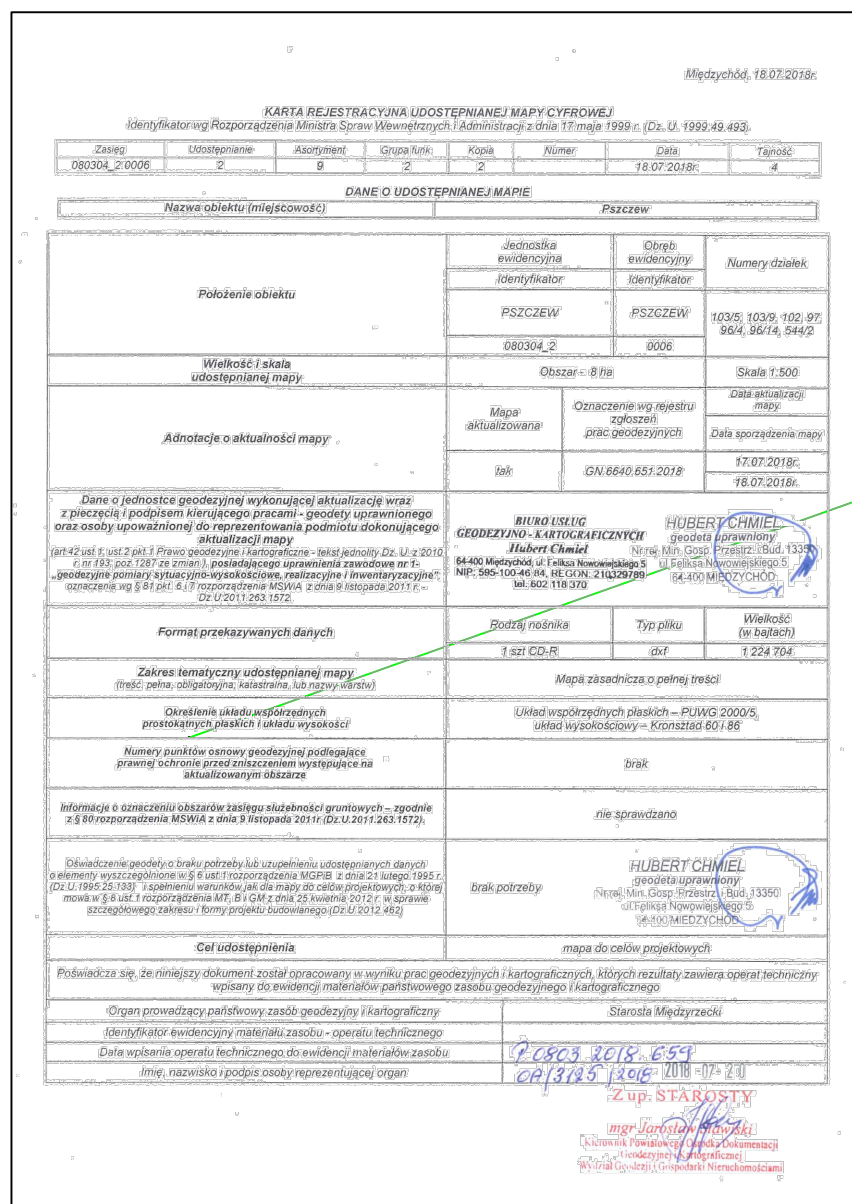 Międzychód, 18.07.2018r.
KARTA REJESTRACYJNA UDOSTĘPNIANEJ MAPY CYFROWEJ
Identyfikator wg Rozporządzenia Ministra Spraw Wewnętrznych i Administracji z dnia 17 maja 1999 r. (Dz. U. 1999.49.493)
Zasięg Udostępnianie Asortyment Grupa funk. Kopia Numer Data Tajność
080304_2.0006 2 9 2 2 18.07.2018r. 4
DANE O UDOSTĘPNIANEJ MAPIE
Nazwa obiektu (miejscowość) Pszczew
Położenie obiektu
Jednostka ewidencyjna
Obręb ewidencyjny
Numery działek
Identyfikator Identyfikator
PSZCZEW PSZCZEW
103/5, 103/9, 102, 97,
96/4, 96/14, 544/2
080304_2 0006
Wielkość i skala
udostępnianej mapy
Obszar – 8 ha Skala 1:500
Adnotacje o aktualności mapy
Mapa
aktualizowana
Oznaczenie wg rejestru
zgłoszeń
prac geodezyjnych
Data aktualizacji
mapy
Data sporządzenia mapy
tak GN.6640.651.2018
17.07.2018r.
18.07.2018r.
Dane o jednostce geodezyjnej wykonującej aktualizację wraz
z pieczęcią i podpisem kierującego pracami - geodety uprawnionego
oraz osoby upoważnionej do reprezentowania podmiotu dokonującego
aktualizacji mapy
(art 42 ust 1, ust 2 pkt.1 Prawo geodezyjne i kartograficzne – tekst jednolity Dz. U. z 2010
r. nr 193, poz.1287 ze zmian.), posiadającego uprawnienia zawodowe nr 1-
„geodezyjne pomiary sytuacyjno-wysokościowe, realizacyjne i inwentaryzacyjne”
oznaczenia wg § 81 pkt. 6 i 7 rozporządzenia MSWiA z dnia 9 listopada 2011 r. –
Dz.U.2011.263.1572
BIURO USŁUG
GEODEZYJNO - KARTOGRAFICZNYCH
Hubert Chmiel
64-400 Międzychód, ul. Feliksa Nowowiejskiego 5
NIP: 595-100-46-84, REGON: 210329789
tel. 602 118 370
HUBERT CHMIEL
geodeta uprawniony
Nr rej. Min. Gosp. Przestrz. i Bud. 13350
ul. Feliksa Nowowiejskiego 5
64-400 MIĘDZYCHÓD
Format przekazywanych danych
Rodzaj nośnika Typ pliku
Wielkość
(w bajtach)
1 szt CD-R dxf 1 224 704
Zakres tematyczny udostępnianej mapy
(treść: pełna, obligatoryjna, katastralna, lub nazwy warstw)
Mapa zasadnicza o pełnej treści
Określenie układu współrzędnych
prostokątnych płaskich i układu wysokości
Układ współrzędnych płaskich – PUWG 2000/5,
układ wysokościowy – Kronsztad 60 i 86
Numery punktów osnowy geodezyjnej podlegające
prawnej ochronie przed zniszczeniem występujące na
aktualizowanym obszarze
brak
Informacje o oznaczeniu obszarów zasięgu służebności gruntowych – zgodnie
z § 80 rozporządzenia MSWiA z dnia 9 listopada 2011r (Dz.U.2011.263.1572).
nie sprawdzano
Oświadczenie geodety o braku potrzeby lub uzupełnieniu udostępnianych danych
o elementy wyszczególnione w § 6 ust 1 rozporządzenia MGPiB z dnia 21 lutego 1995 r.
(Dz.U.1995.25.133) i spełnieniu warunków jak dla mapy do celów projektowych, o której
mowa w § 8 ust.1 rozporządzenia MT, B i GM z dnia 25 kwietnia 2012 r. w sprawie
szczegółowego zakresu i formy projektu budowlanego (Dz.U.2012.462)
brak potrzeby
HUBERT CHMIEL
geodeta uprawniony
Nr rej. Min. Gosp. Przestrz. i Bud. 13350
ul. Feliksa Nowowiejskiego 5
64-400 MIĘDZYCHÓD
Cel udostępnienia mapa do celów projektowych
Poświadcza się, że niniejszy dokument został opracowany w wyniku prac geodezyjnych i kartograficznych, których rezultaty zawiera operat techniczny
wpisany do ewidencji materiałów państwowego zasobu geodezyjnego i kartograficznego
Organ prowadzący państwowy zasób geodezyjny i kartograficzny Starosta Międzyrzecki
Identyfikator ewidencyjny materiału zasobu - operatu technicznego
Data wpisania operatu technicznego do ewidencji materiałów zasobu P.0803.2018.659
Imię, nazwisko i podpis osoby reprezentującej organ OA/3125/2018 2018 -07- 20
Z up. STAROSTY
mgr Jarosław
Kierownik Powiatowego Ośrodka Dokumentacji
Geodezyjnej i Kartograficznej
Wydział Geodezji i Gospodarki Nieruchomościami